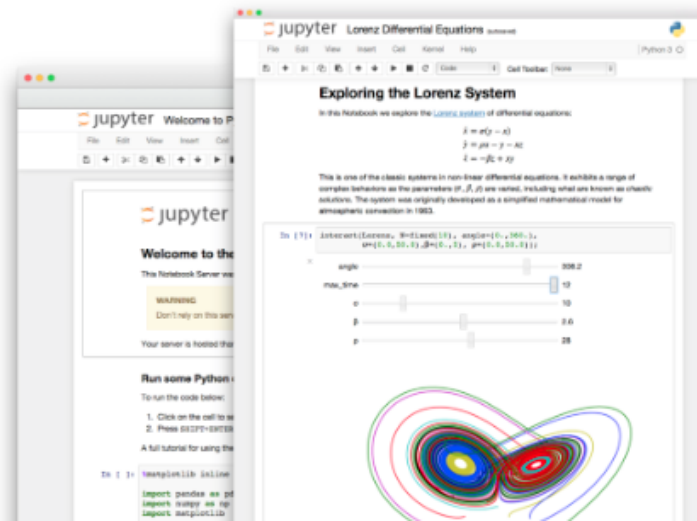 jupyter Lorenz Differential Equations (autosaved)
File Edit View Insert Cell Kernel Help
Python 3
Code
Cell Toolbar: None
Exploring the Lorenz System
In this Notebook we explore the Lorenz system of differential equations:
ẋ = σ(y − x)
ẏ = ρx − y − xz
ż = −βz + xy
This is one of the classic systems in non-linear differential equations. It exhibits a range of
complex behaviors as the parameters (σ, β, ρ) are varied, including what are known as chaotic
solutions. The system was originally developed as a simplified mathematical model for
atmospheric convection in 1963.
In [7]: interact(Lorenz, N=fixed(10), angle=(0.,360.),
σ=(0.0,50.0),β=(0.,5), ρ=(0.0,50.0));
angle 308.2
max_time 12
σ 10
β 2.6
ρ 28
jupyter Welcome to P
File Edit View Insert Cell
jupyter
Welcome to the
This Notebook Server was
WARNING
Don't rely on this serv
Your server is hosted tha
Run some Python
To run the code below:
1. Click on the cell to se
2. Press SHIFT+ENTER
A full tutorial for using the
In [ ]: %matplotlib inline
import pandas as pd
import numpy as np
import matplotlib